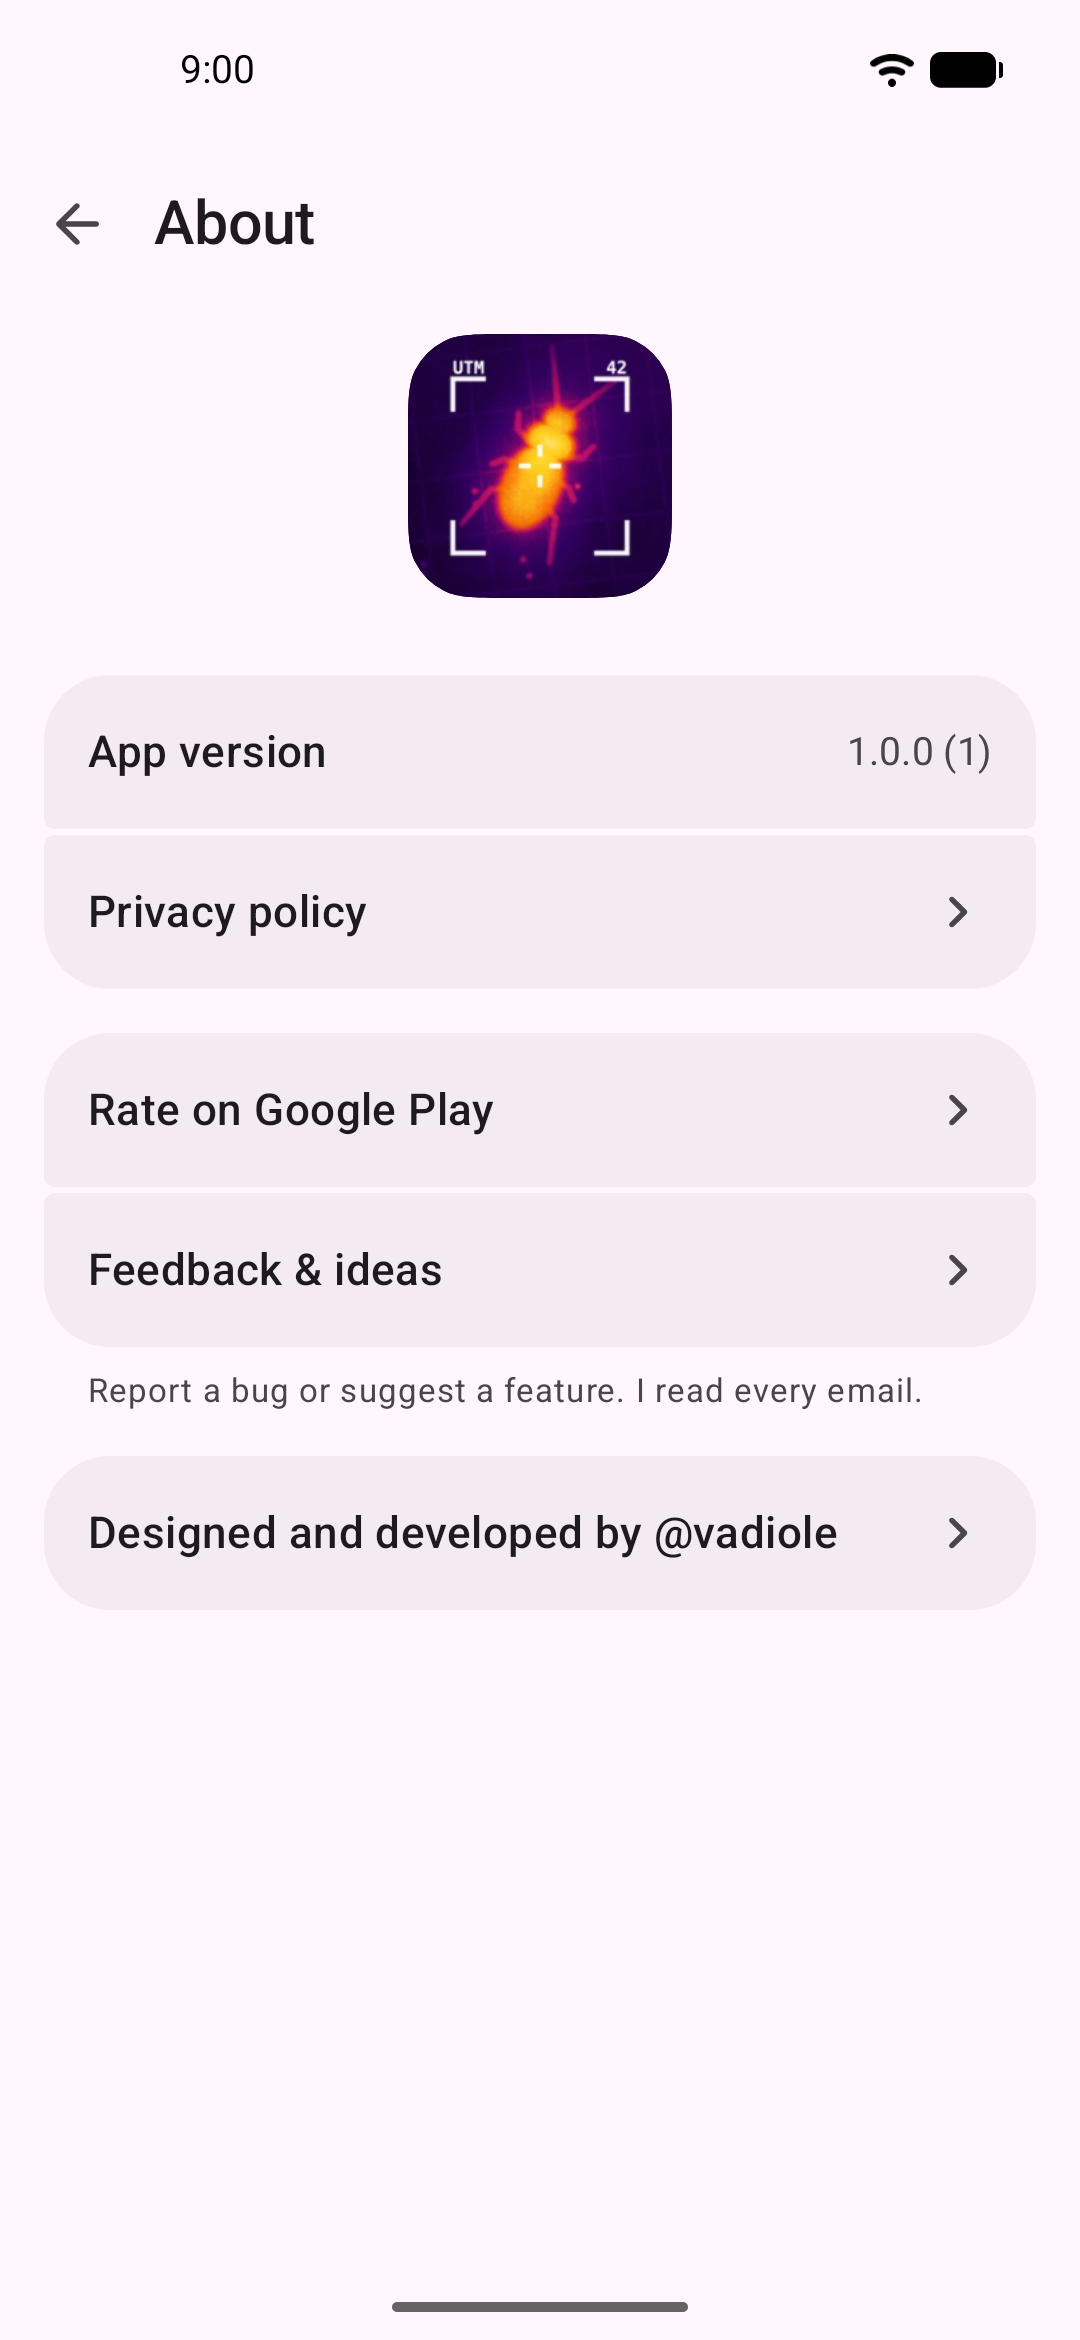 9:00
About
UTM 42
App version 1.0.0 (1)
Privacy policy
Rate on Google Play
Feedback & ideas
Report a bug or suggest a feature. I read every email.
Designed and developed by @vadiole